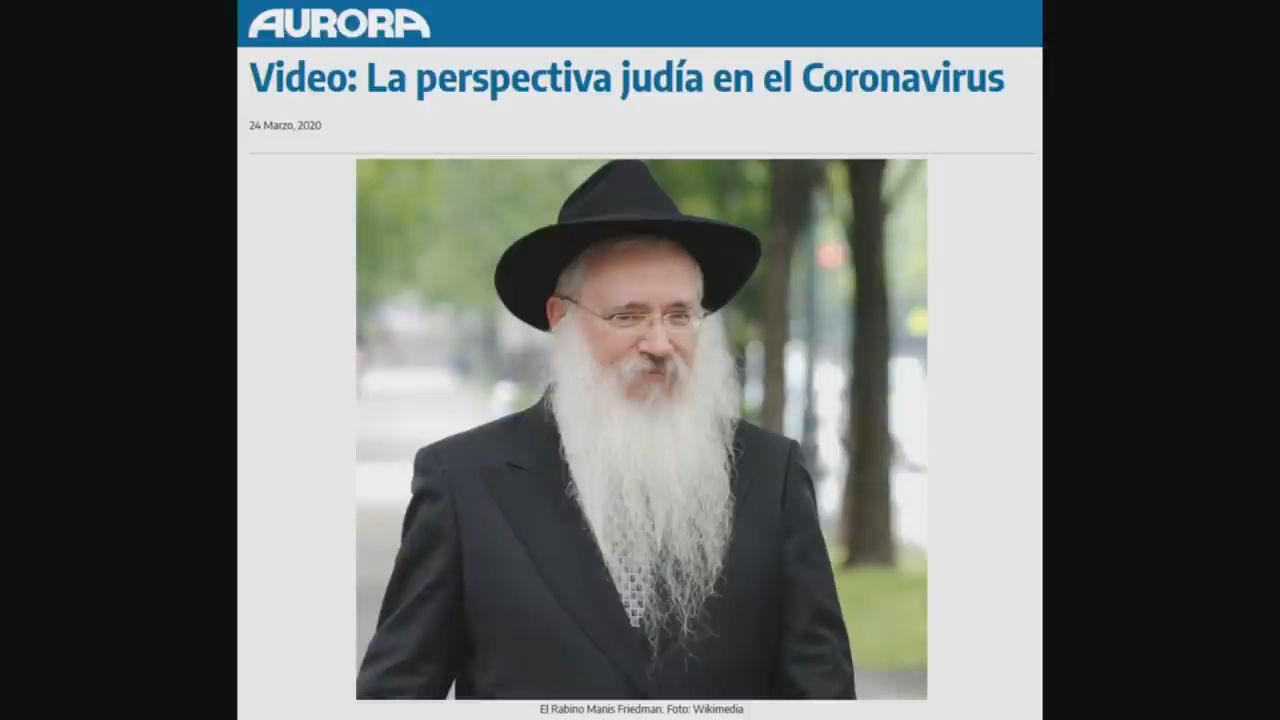 AURORA
Video: La perspectiva judía en el Coronavirus
24 Marzo, 2020
El Rabino Manis Friedman. Foto: Wikimedia